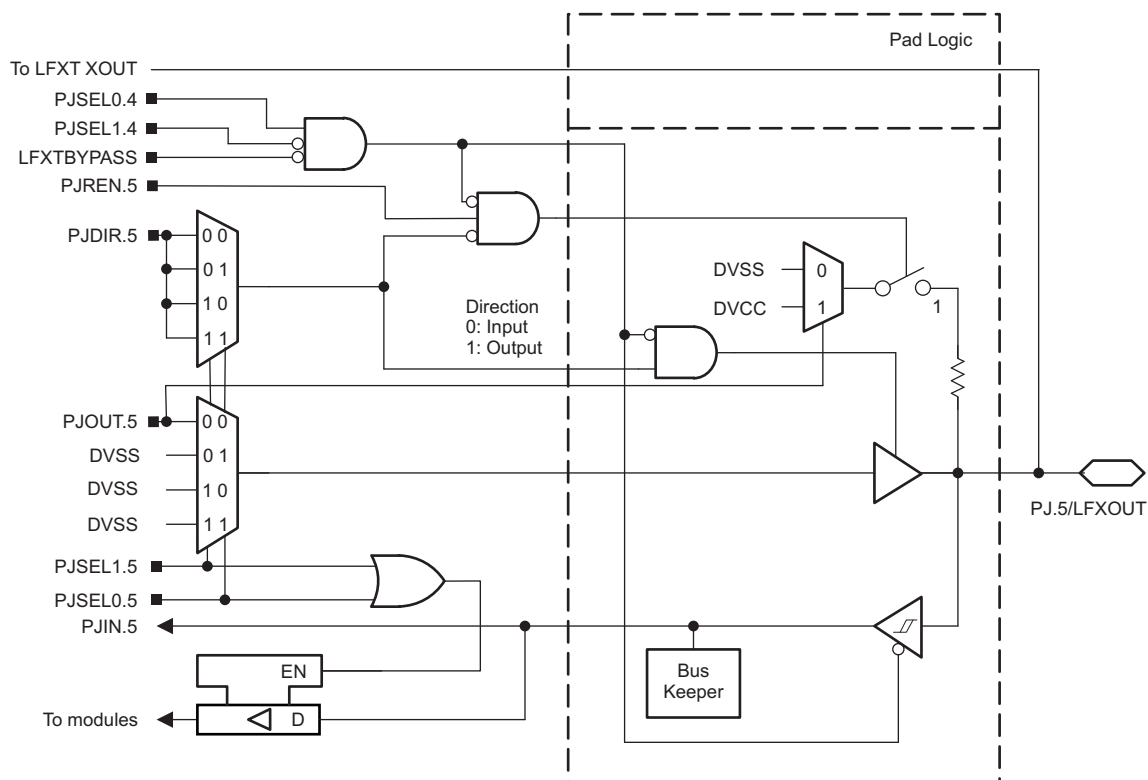 Pad Logic
To LFXT XOUT
PJSEL0.4
PJSEL1.4
LFXTBYPASS
PJREN.5
PJDIR.5
0 0
0 1
1 0
1 1
Direction
0: Input
1: Output
DVSS
0
DVCC
1
1
PJOUT.5
0 0
DVSS
0 1
DVSS
1 0
DVSS
1 1
PJ.5/LFXOUT
PJSEL1.5
PJSEL0.5
PJIN.5
Bus
Keeper
EN
To modules
D